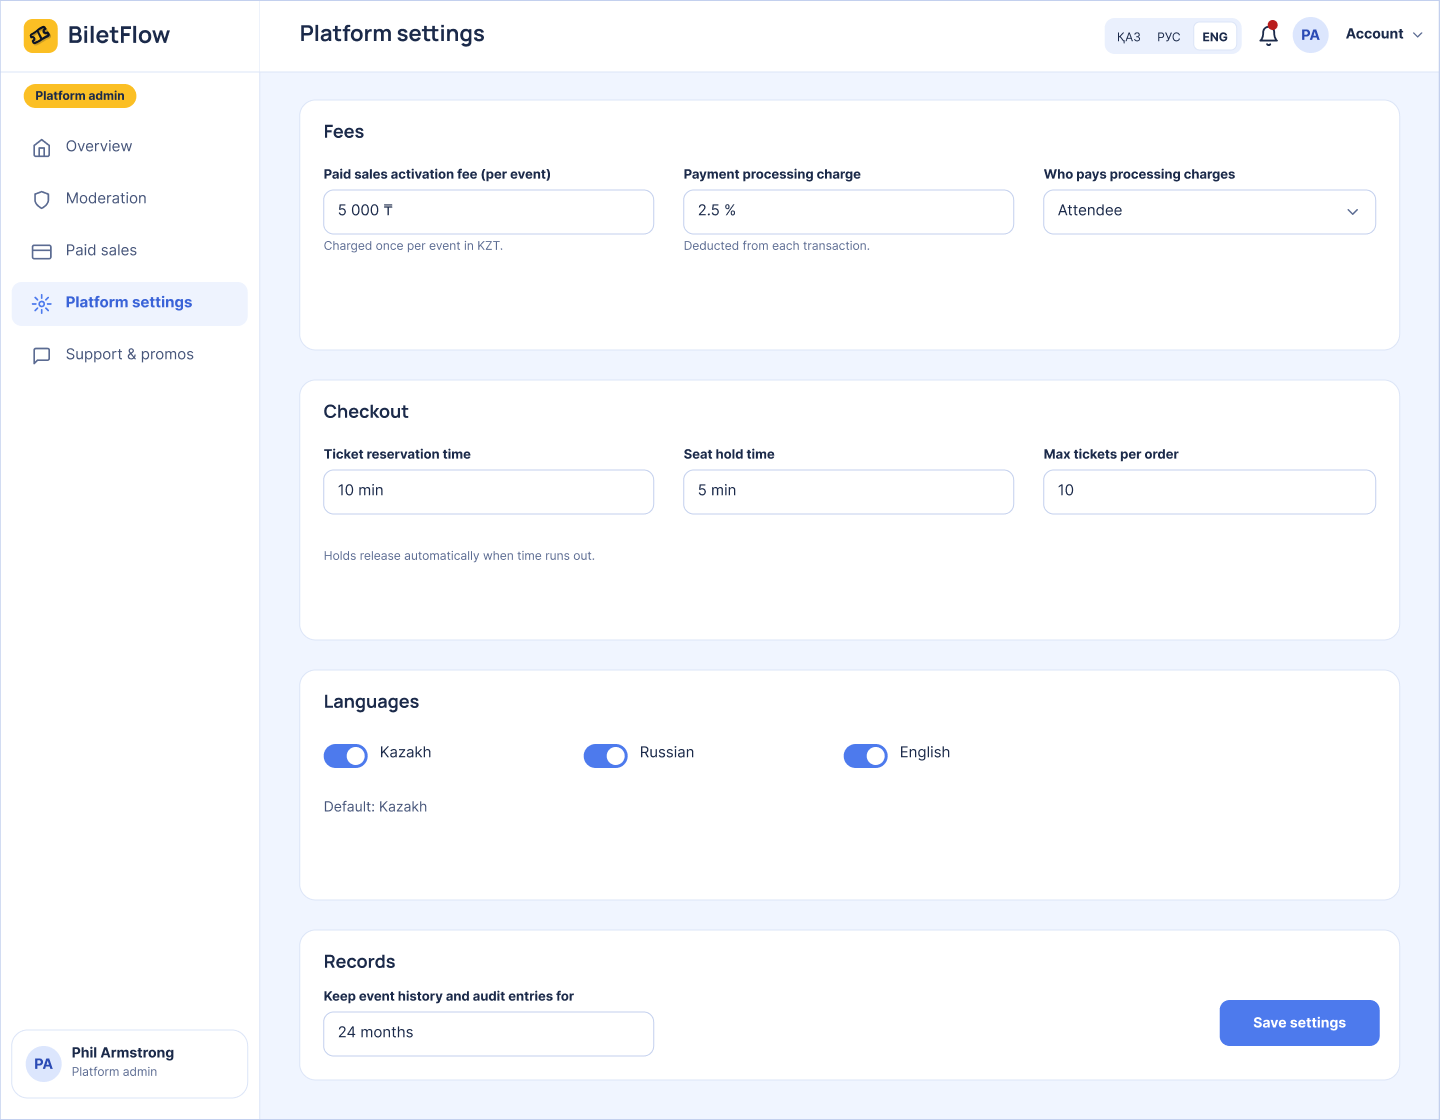 BiletFlow
Platform settings
ҚАЗ РУС ENG
PA
Account
Platform admin
Overview
Moderation
Paid sales
Platform settings
Support & promos
Fees
Paid sales activation fee (per event)
5 000 ₸
Charged once per event in KZT.
Payment processing charge
2.5 %
Deducted from each transaction.
Who pays processing charges
Attendee
Checkout
Ticket reservation time
10 min
Seat hold time
5 min
Max tickets per order
10
Holds release automatically when time runs out.
Languages
Kazakh
Russian
English
Default: Kazakh
Records
Keep event history and audit entries for
24 months
Save settings
PA
Phil Armstrong
Platform admin